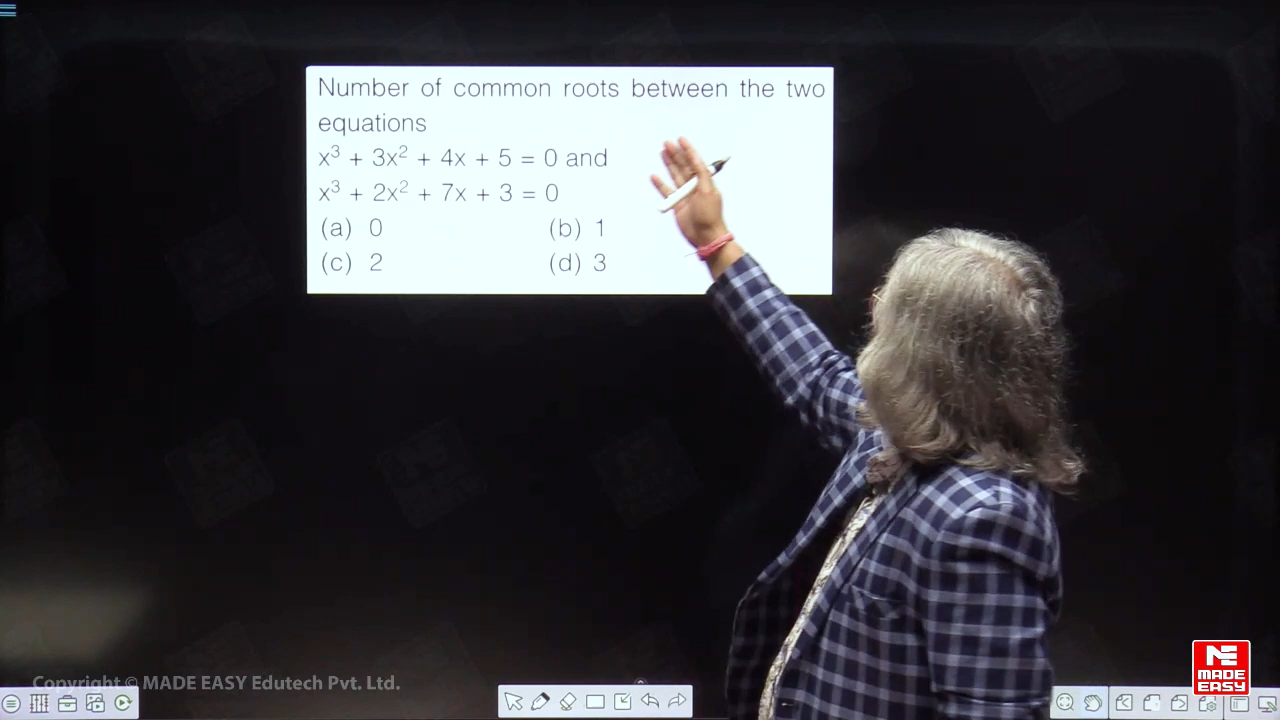 Number of common roots between the two
equations
x³ + 3x² + 4x + 5 = 0 and
x³ + 2x² + 7x + 3 = 0
(a) 0 (b) 1
(c) 2 (d) 3
Copyright © MADE EASY Edutech Pvt. Ltd.
ME
MADE
EASY